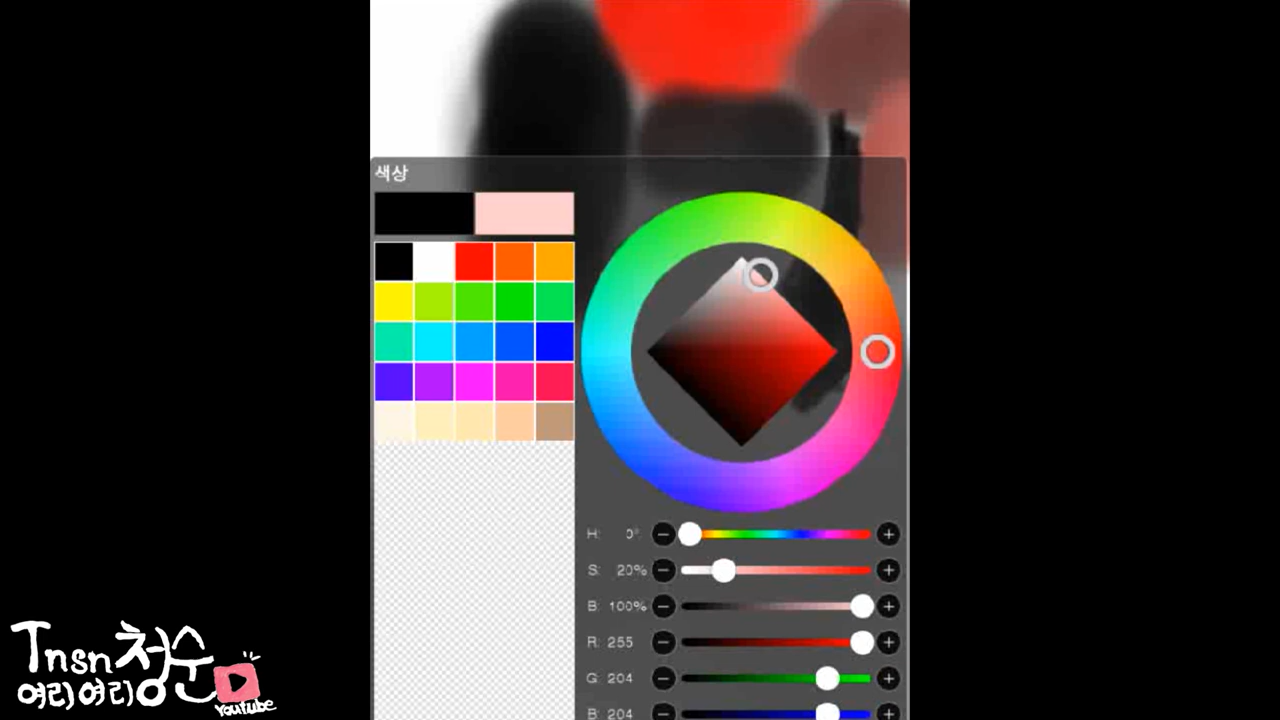 색상
H: 0°
S: 20%
B: 100%
R: 255
G: 204
B: 204
Tnsn청순
여리여리
Youtube